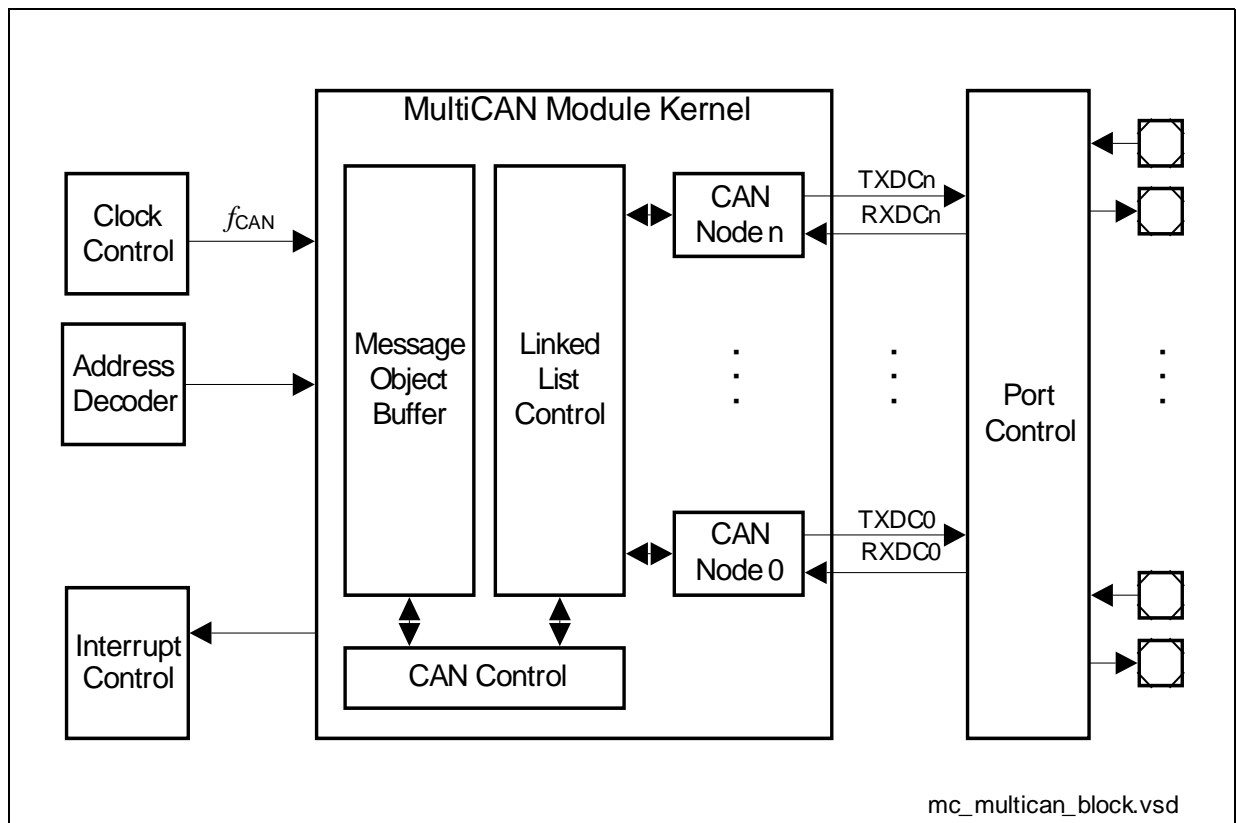 MultiCAN Module Kernel
Clock
Control
fCAN
Address
Decoder
Interrupt
Control
Message
Object
Buffer
Linked
List
Control
CAN Control
CAN
Node n
CAN
Node 0
TXDCn
RXDCn
TXDC0
RXDC0
Port
Control
mc_multican_block.vsd